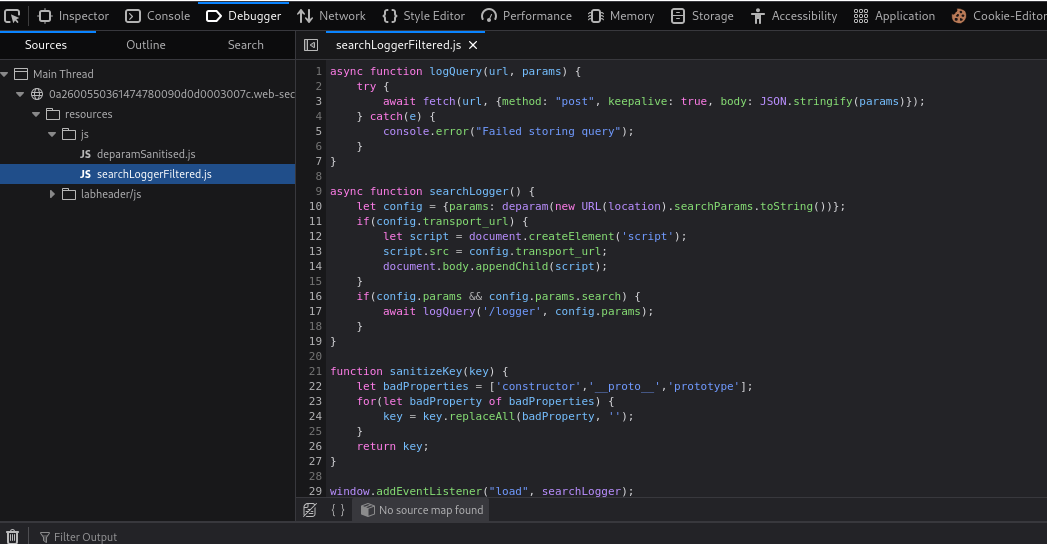 Inspector Console Debugger Network Style Editor Performance Memory Storage Accessibility Application Cookie-Editor
Sources Outline Search
searchLoggerFiltered.js
Main Thread
0a2600550361474780090d0d0003007c.web-sec
resources
js
JS deparamSanitised.js
JS searchLoggerFiltered.js
labheader/js
1 async function logQuery(url, params) {
2     try {
3         await fetch(url, {method: "post", keepalive: true, body: JSON.stringify(params)});
4     } catch(e) {
5         console.error("Failed storing query");
6     }
7 }
8
9 async function searchLogger() {
10     let config = {params: deparam(new URL(location).searchParams.toString())};
11     if(config.transport_url) {
12         let script = document.createElement('script');
13         script.src = config.transport_url;
14         document.body.appendChild(script);
15     }
16     if(config.params && config.params.search) {
17         await logQuery('/logger', config.params);
18     }
19 }
20
21 function sanitizeKey(key) {
22     let badProperties = ['constructor','__proto__','prototype'];
23     for(let badProperty of badProperties) {
24         key = key.replaceAll(badProperty, '');
25     }
26     return key;
27 }
28
29 window.addEventListener("load", searchLogger);
{ } No source map found
Filter Output